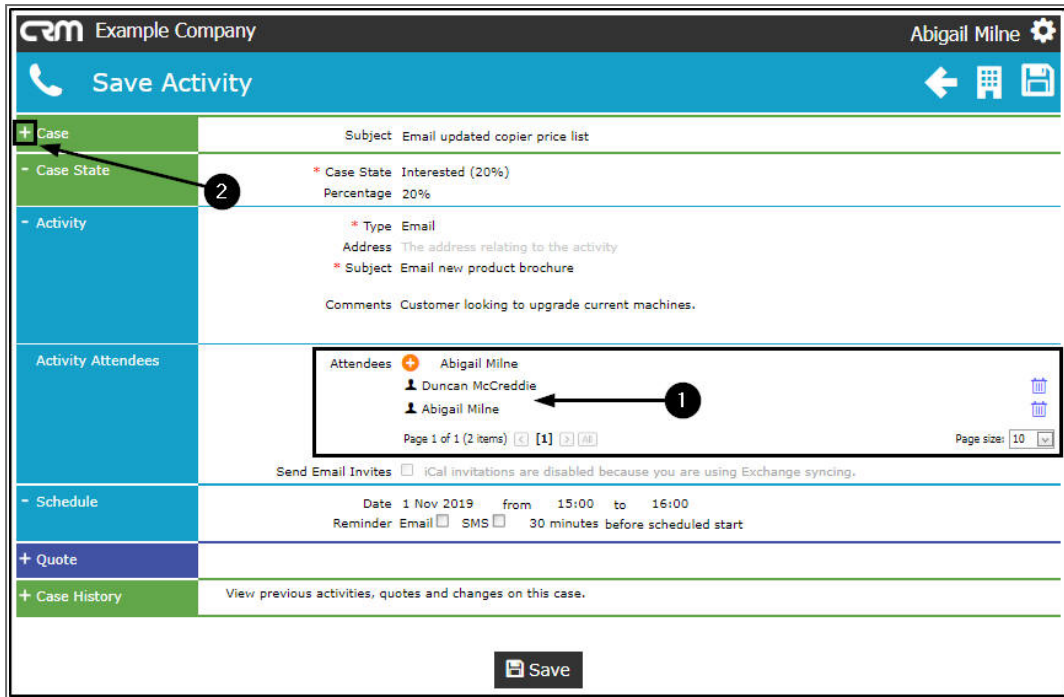 CRM Example Company Abigail Milne
Save Activity
+ Case Subject Email updated copier price list
- Case State * Case State Interested (20%)
Percentage 20%
2
- Activity * Type Email
Address The address relating to the activity
* Subject Email new product brochure
Comments Customer looking to upgrade current machines.
Activity Attendees Attendees + Abigail Milne
Duncan McCreddie
1
Abigail Milne
Page 1 of 1 (2 items) < [1] > All Page size: 10
Send Email Invites iCal invitations are disabled because you are using Exchange syncing.
- Schedule Date 1 Nov 2019 from 15:00 to 16:00
Reminder Email SMS 30 minutes before scheduled start
+ Quote
+ Case History View previous activities, quotes and changes on this case.
Save